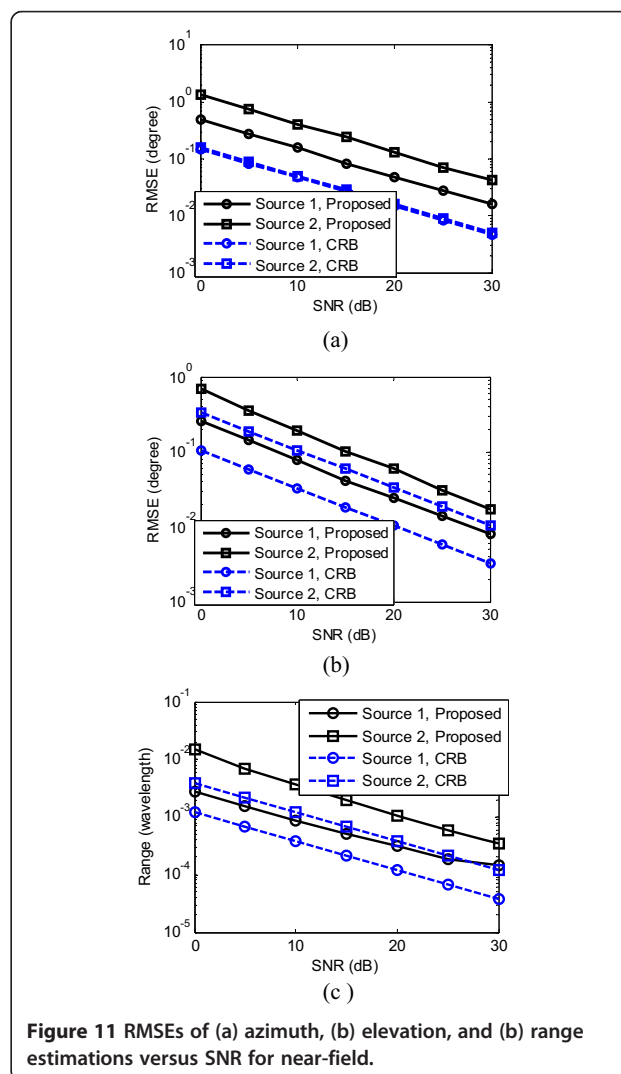 10^1
10^0
10^-1
10^-2
10^-3
RMSE (degree)
Source 1, Proposed
Source 2, Proposed
Source 1, CRB
Source 2, CRB
0 10 20 30
SNR (dB)
(a)
10^0
10^-1
10^-2
10^-3
RMSE (degree)
Source 1, Proposed
Source 2, Proposed
Source 1, CRB
Source 2, CRB
0 10 20 30
SNR (dB)
(b)
10^-1
10^-2
10^-3
10^-4
10^-5
Range (wavelength)
Source 1, Proposed
Source 2, Proposed
Source 1, CRB
Source 2, CRB
0 10 20 30
SNR (dB)
(c )
Figure 11 RMSEs of (a) azimuth, (b) elevation, and (b) range
estimations versus SNR for near-field.